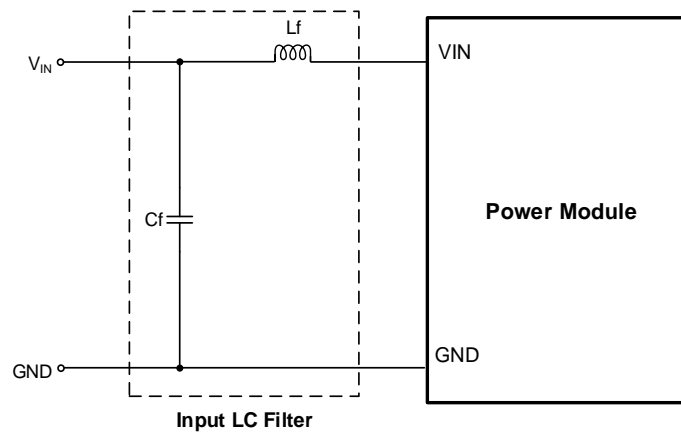 Lf
VIN
VIN
Cf
Power Module
GND
GND
Input LC Filter